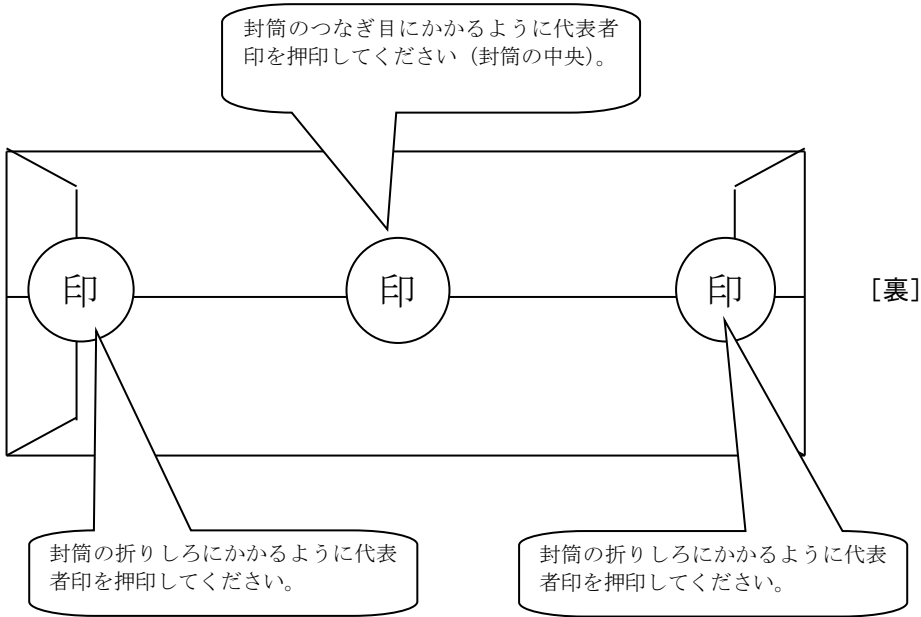 封筒のつなぎ目にかかるように代表者
印を押印してください（封筒の中央）。
印
印
印
［裏］
封筒の折りしろにかかるように代表
者印を押印してください。
封筒の折りしろにかかるように代表
者印を押印してください。